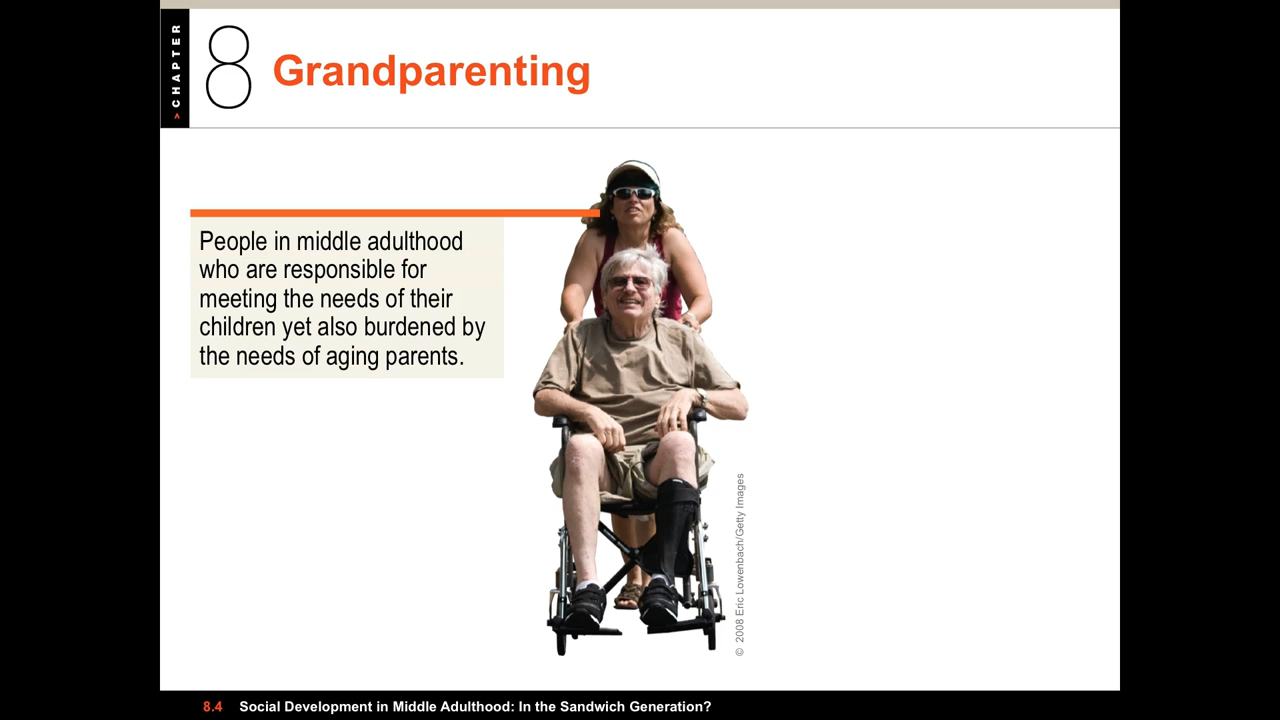 > CHAPTER
8
Grandparenting
People in middle adulthood
who are responsible for
meeting the needs of their
children yet also burdened by
the needs of aging parents.
© 2008 Eric Lowenbach/Getty Images
8.4 Social Development in Middle Adulthood: In the Sandwich Generation?